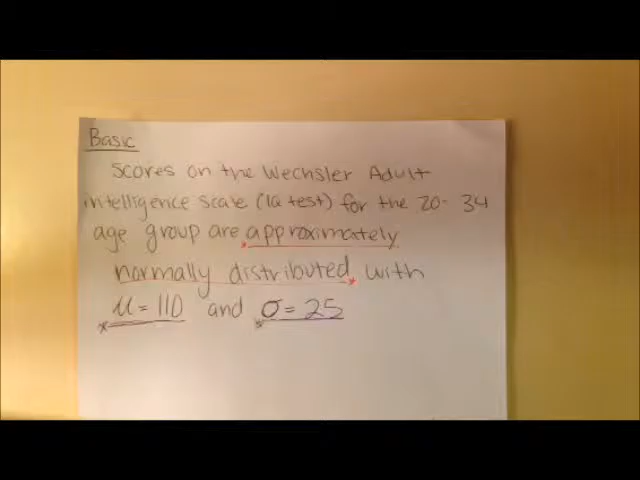 Basic
Scores on the Wechsler Adult
intelligence scale (IQ test) for the 20-34
age group are approximately
normally distributed with
μ = 110 and σ = 25